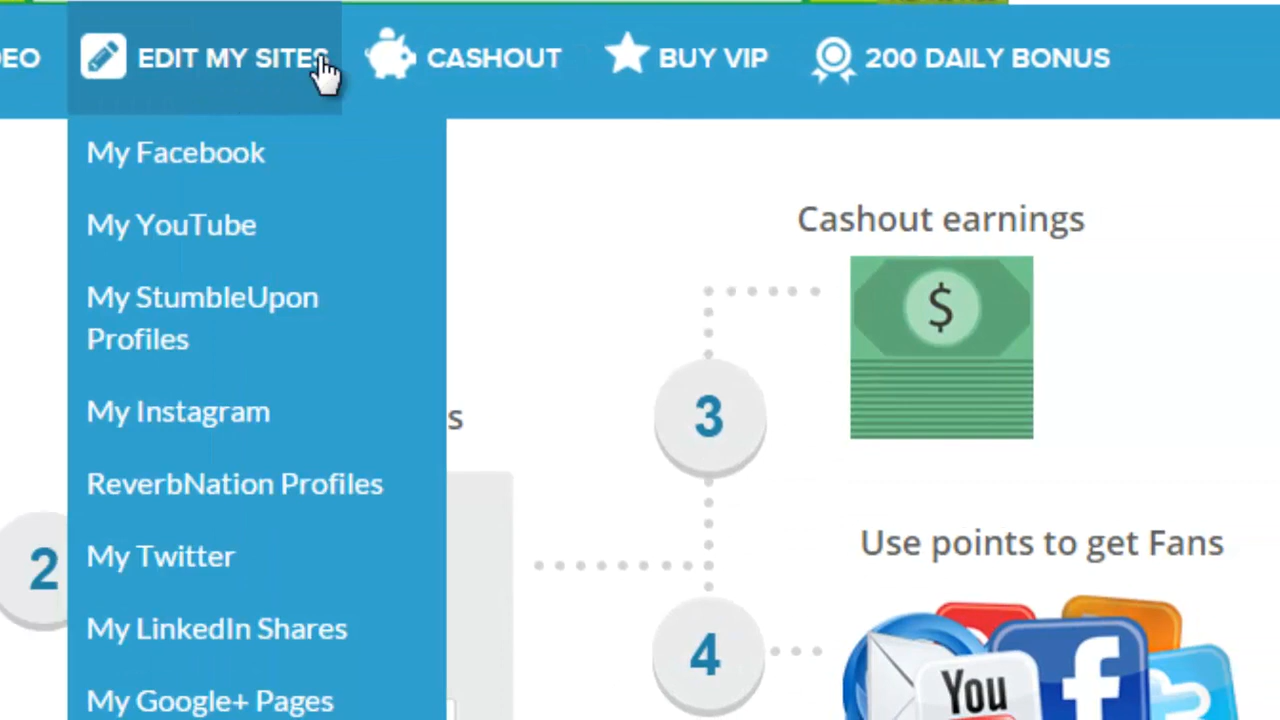 EO
EDIT MY SITES
CASHOUT
BUY VIP
200 DAILY BONUS
My Facebook
My YouTube
My StumbleUpon
Profiles
My Instagram
ReverbNation Profiles
My Twitter
My LinkedIn Shares
My Google+ Pages
s
2
Cashout earnings
$
3
Use points to get Fans
4
You
f